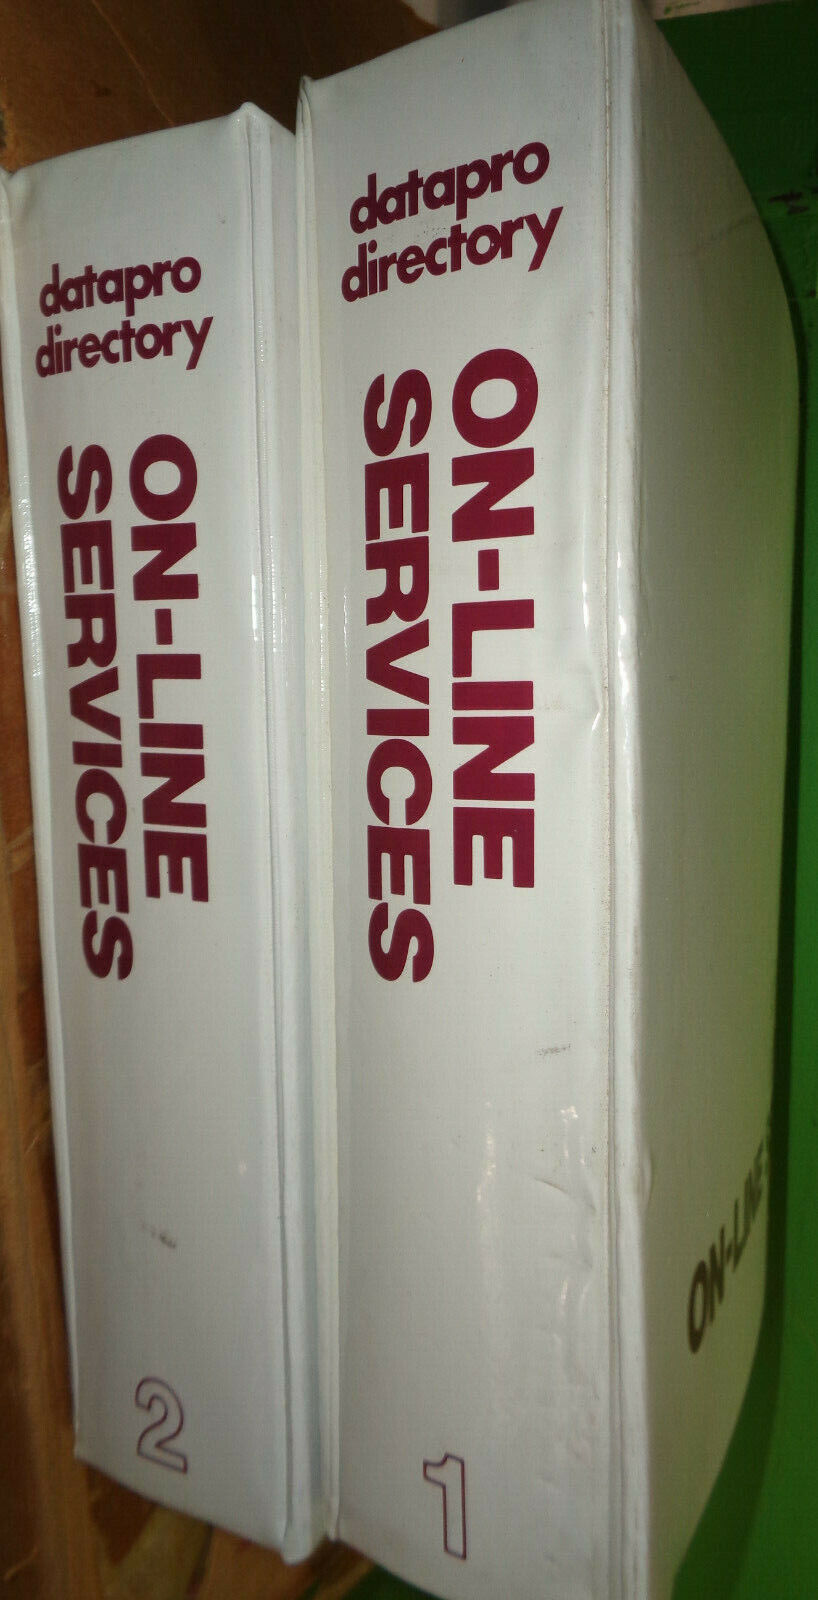 datapro
directory
ON-LINE
SERVICES
2
datapro
directory
ON-LINE
SERVICES
1
ON-LINE